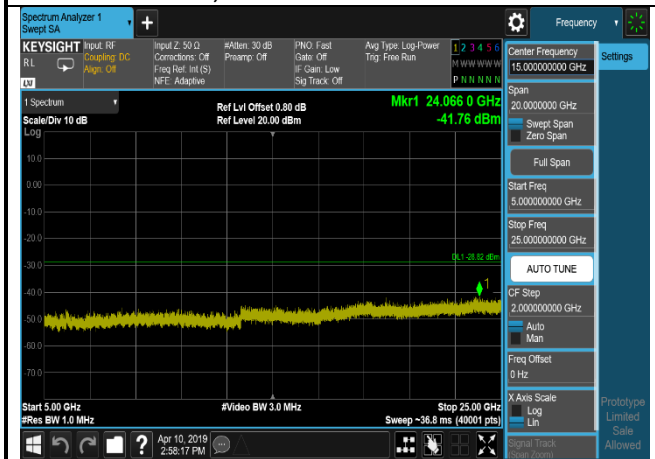 Spectrum Analyzer 1
Swept SA
+
Frequency
KEYSIGHT
RL
LXI
Input: RF
Coupling: DC
Align: Off
Input Z: 50 Ω
Corrections: Off
Freq Ref: Int (S)
NFE: Adaptive
#Atten: 30 dB
Preamp: Off
PNO: Fast
Gate: Off
IF Gain: Low
Sig Track: Off
Avg Type: Log-Power
Trig: Free Run
1 2 3 4 5 6
M W W W W W
P N N N N N
1 Spectrum
Scale/Div 10 dB
Log
Ref Lvl Offset 0.80 dB
Ref Level 20.00 dBm
Mkr1 24.066 0 GHz
-41.76 dBm
10.0
0.00
-10.0
-20.0
-30.0
-40.0
-50.0
-60.0
-70.0
DL1 -28.82 dBm
1
Start 5.00 GHz
#Res BW 1.0 MHz
#Video BW 3.0 MHz
Stop 25.00 GHz
Sweep ~36.8 ms (40001 pts)
Center Frequency
15.000000000 GHz
Settings
Span
20.0000000 GHz
Swept Span
Zero Span
Full Span
Start Freq
5.000000000 GHz
Stop Freq
25.000000000 GHz
AUTO TUNE
CF Step
2.000000000 GHz
Auto
Man
Freq Offset
0 Hz
X Axis Scale
Log
Lin
Signal Track
(Span Zoom)
Prototype
Limited
Sale
Allowed
?
Apr 10, 2019
2:58:17 PM